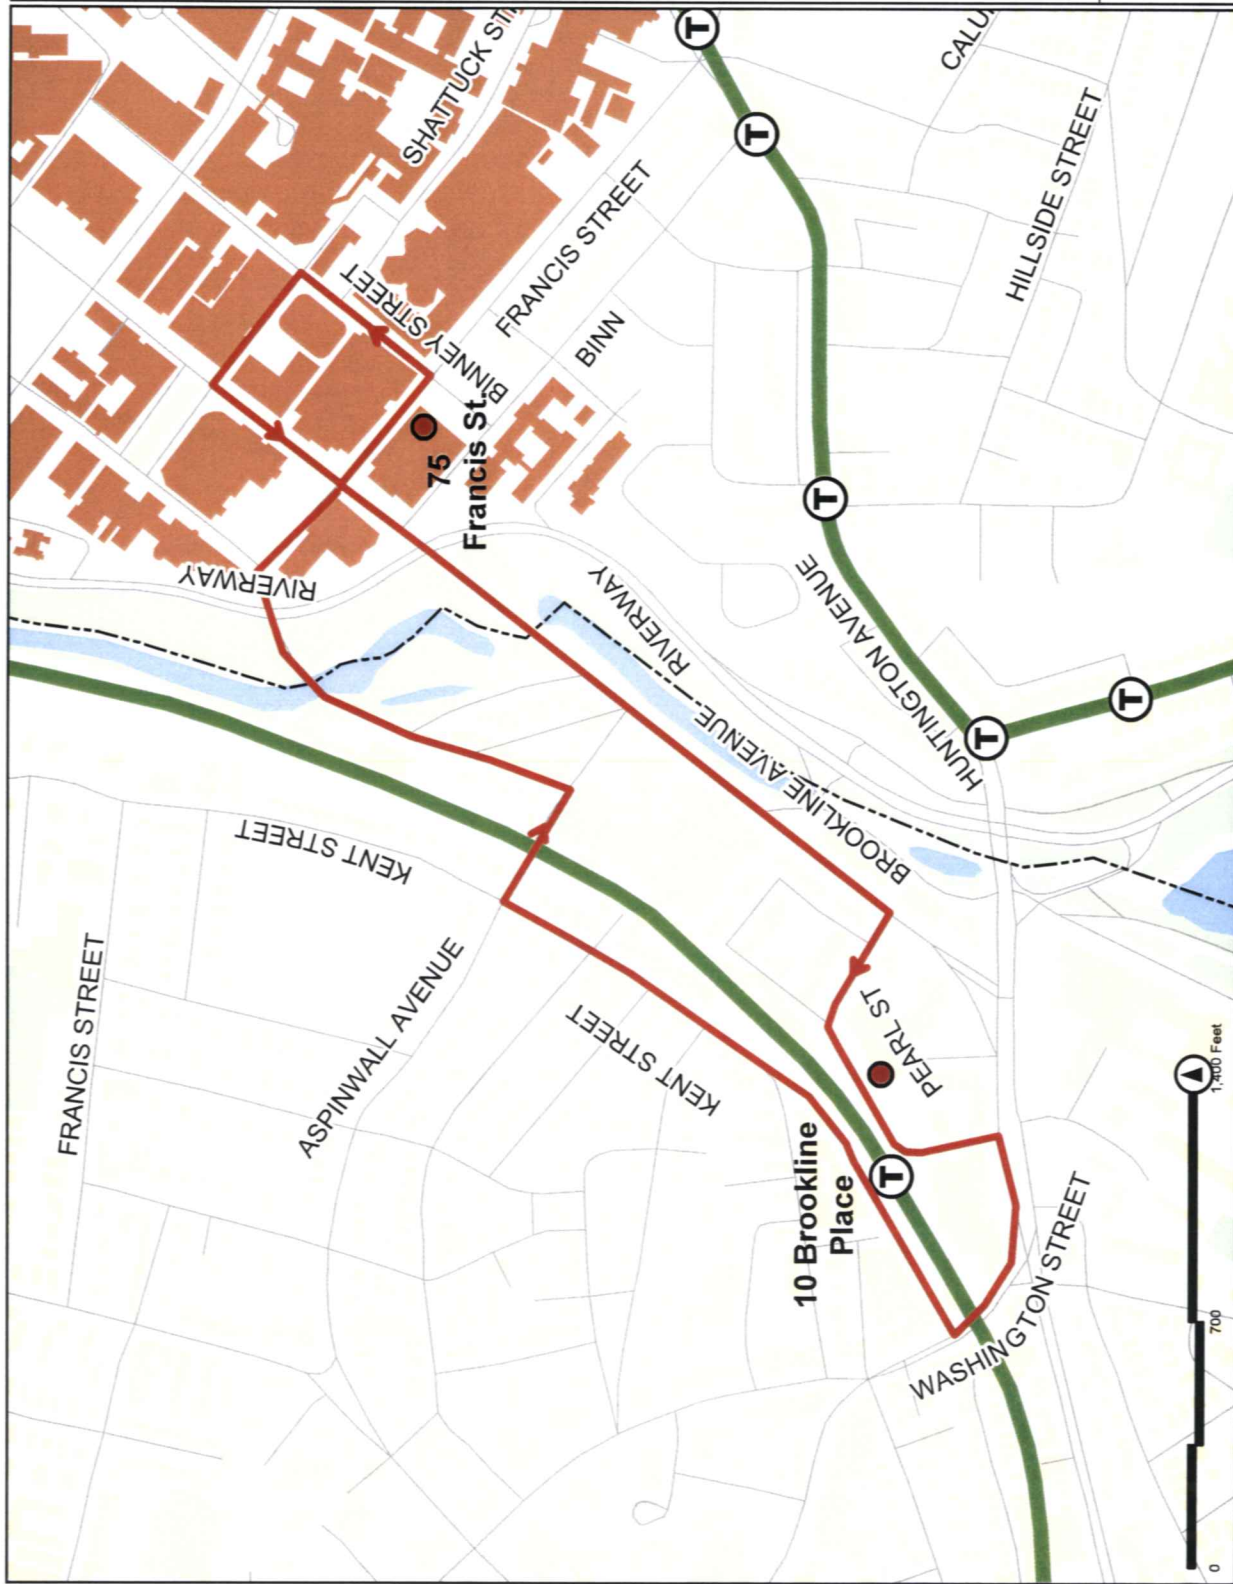 SHATTUCK ST
CALU
FRANCIS STREET
HILLSIDE STREET
BINNEY STREET
BINN
75
Francis St.
RIVERWAY
RIVERWAY
HUNTINGTON AVENUE
BROOKLINE AVENUE
KENT STREET
FRANCIS STREET
ASPINWALL AVENUE
KENT STREET
PEARL ST
10 Brookline
Place
WASHINGTON STREET
T
T
T
T
T
T
0
700
1,400 Feet